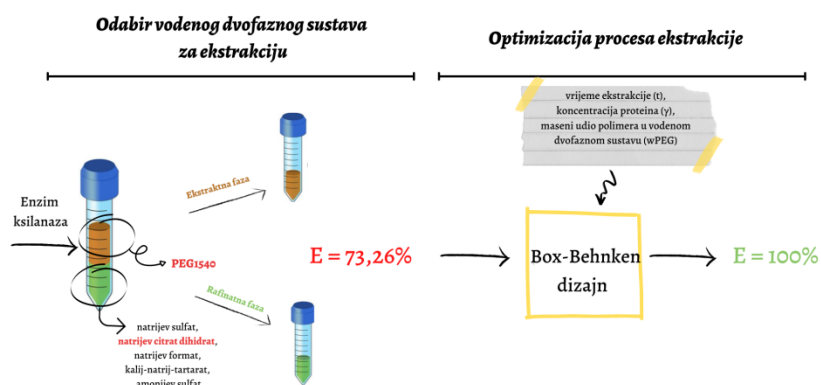 Odabir vodenog dvofaznog sustava
za ekstrakciju
Optimizacija procesa ekstrakcije
vrijeme ekstrakcije (t),
koncentracija proteina (γ),
maseni udio polimera u vodenom
dvofaznom sustavu (wPEG)
Enzim
ksilanaza
Ekstraktna faza
PEG1540
E = 73,26%
Box-Behnken
dizajn
E = 100%
Rafinatna faza
natrijev sulfat,
natrijev citrat dihidrat,
natrijev format,
kalij-natrij-tartarat,
amonijev sulfat